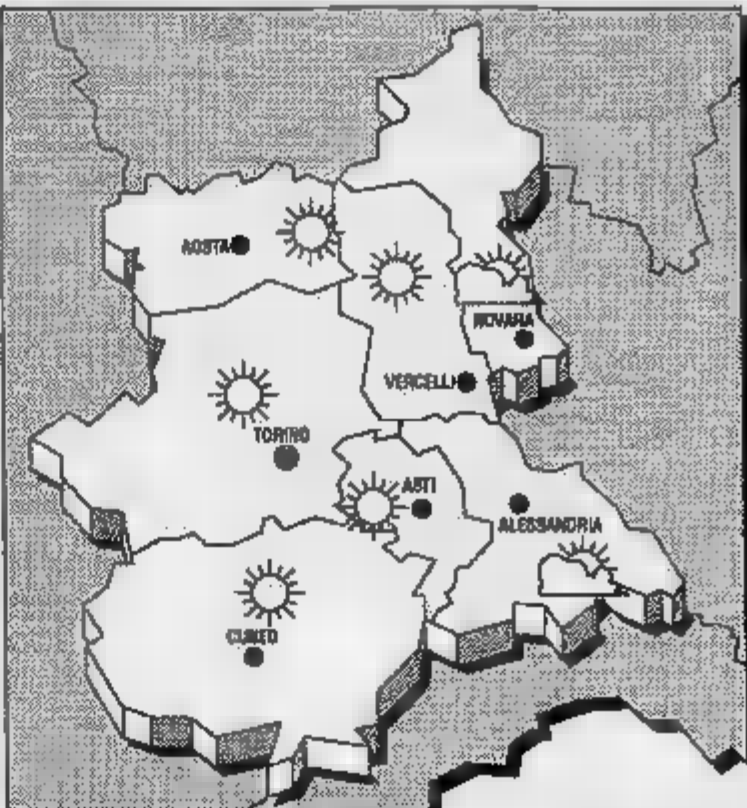 AOSTA
NOVARA
VERCELLI
TORINO
ASTI
ALESSANDRIA
CUNEO